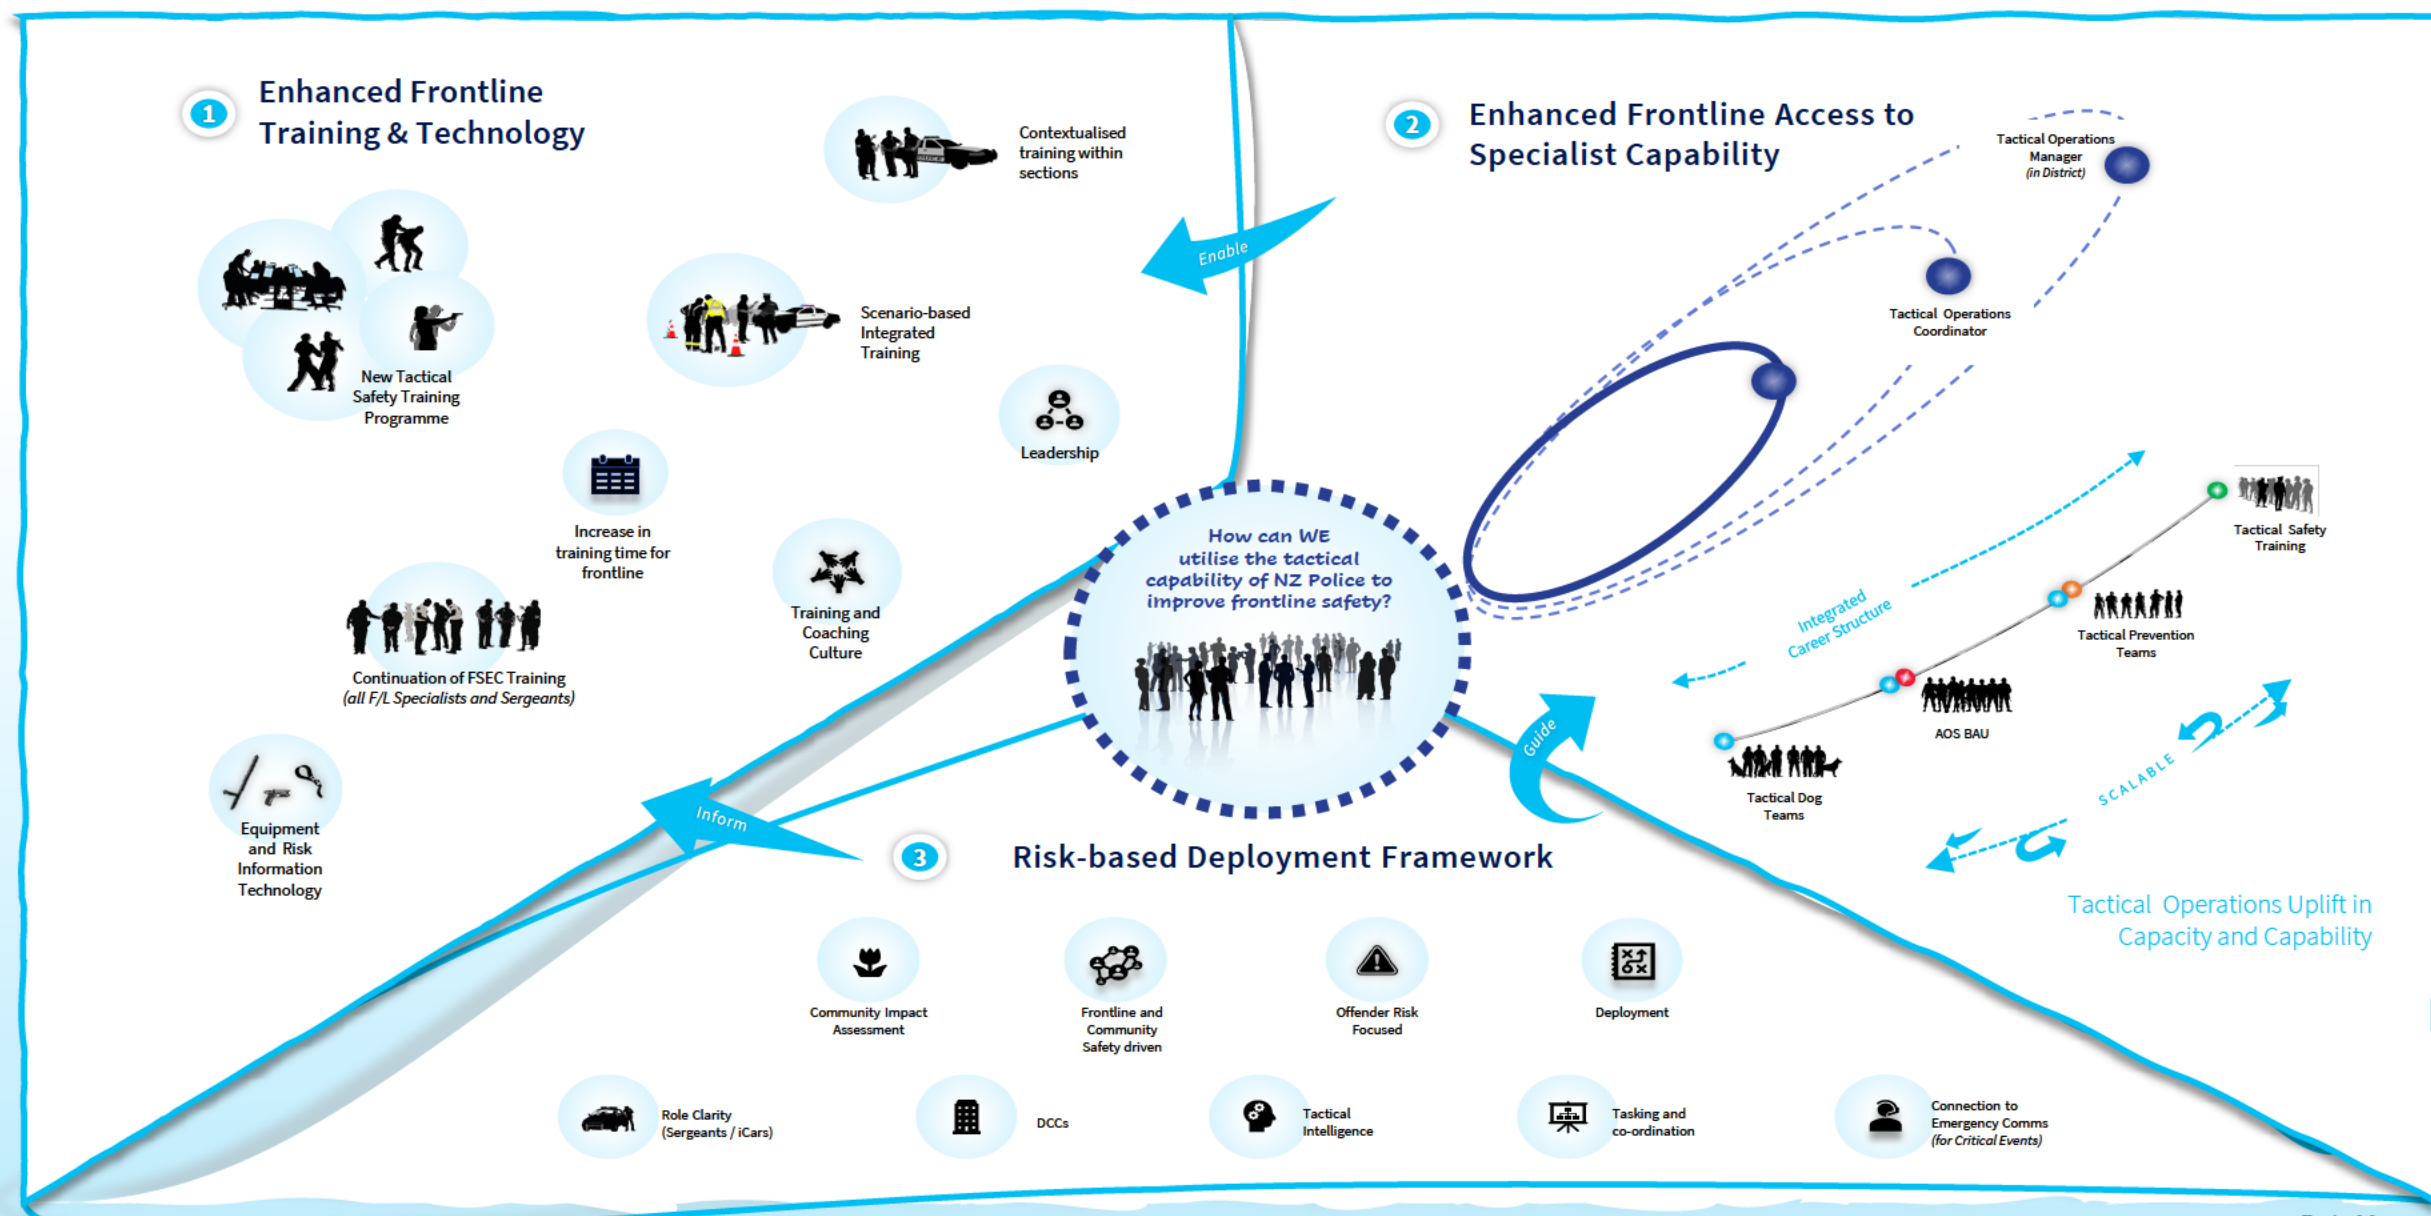 1
Enhanced Frontline
Training & Technology
Contextualised
training within
sections
New Tactical
Safety Training
Programme
Scenario-based
Integrated
Training
Leadership
Increase in
training time for
frontline
Training and
Coaching
Culture
Continuation of FSEC Training
(all F/L Specialists and Sergeants)
Equipment
and Risk
Information
Technology
Enable
2
Enhanced Frontline Access to
Specialist Capability
Tactical Operations
Manager
(in District)
Tactical Operations
Coordinator
Integrated
Career Structure
Tactical Safety
Training
Tactical Prevention
Teams
AOS BAU
Tactical Dog
Teams
SCALABLE
Tactical Operations Uplift in
Capacity and Capability
How can WE
utilise the tactical
capability of NZ Police to
improve frontline safety?
Guide
Inform
3
Risk-based Deployment Framework
Community Impact
Assessment
Frontline and
Community
Safety driven
Offender Risk
Focused
Deployment
Role Clarity
(Sergeants / iCars)
DCCs
Tactical
Intelligence
Tasking and
co-ordination
Connection to
Emergency Comms
(for Critical Events)